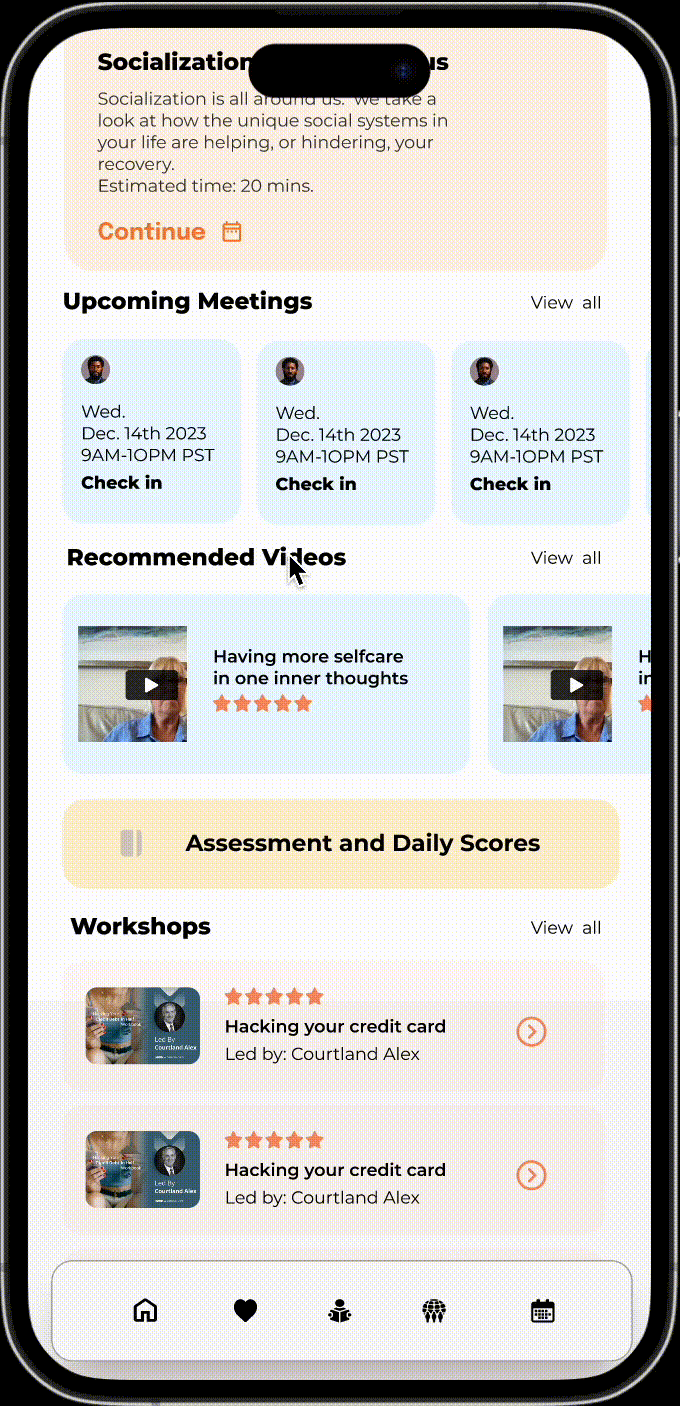 Socialization us
Socialization is all around us. we take a
look at how the unique social systems in
your life are helping, or hindering, your
recovery.
Estimated time: 20 mins.
Continue
Upcoming Meetings
View all
Wed.
Dec. 14th 2023
9AM-1OPM PST
Check in
Wed.
Dec. 14th 2023
9AM-1OPM PST
Check in
Wed.
Dec. 14th 2023
9AM-1OPM PST
Check in
Recommended Videos
View all
Having more selfcare
in one inner thoughts
H
in
Assessment and Daily Scores
Workshops
View all
Led By
Courtland Alex
Hacking your credit card
Led by: Courtland Alex
Led By
Courtland Alex
Hacking your credit card
Led by: Courtland Alex